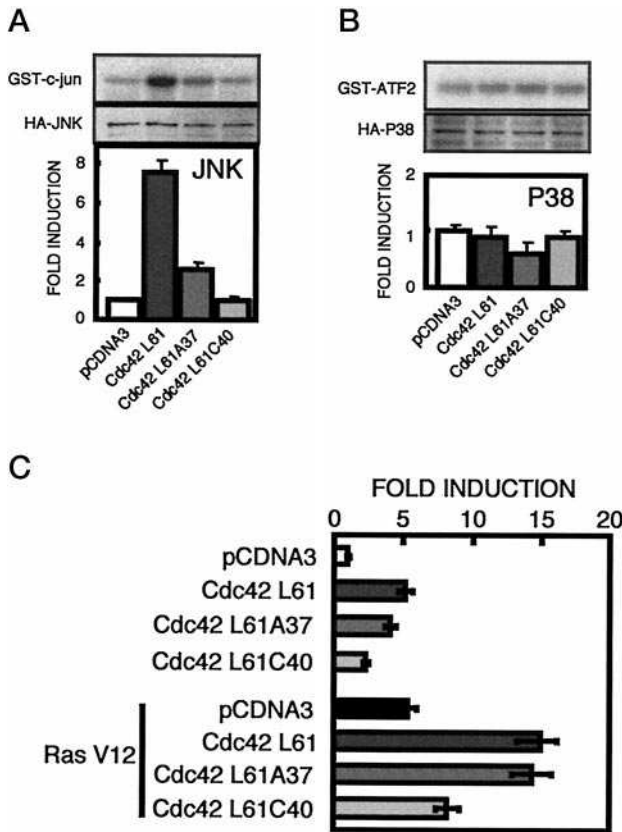 A
GST-c-jun
HA-JNK
FOLD INDUCTION
8
6
4
2
0
JNK
pCDNA3
Cdc42 L61
Cdc42 L61A37
Cdc42 L61C40
B
GST-ATF2
HA-P38
FOLD INDUCTION
2
1
0
P38
pCDNA3
Cdc42 L61
Cdc42 L61A37
Cdc42 L61C40
C
FOLD INDUCTION
0 5 10 15 20
pCDNA3
Cdc42 L61
Cdc42 L61A37
Cdc42 L61C40
Ras V12
pCDNA3
Cdc42 L61
Cdc42 L61A37
Cdc42 L61C40